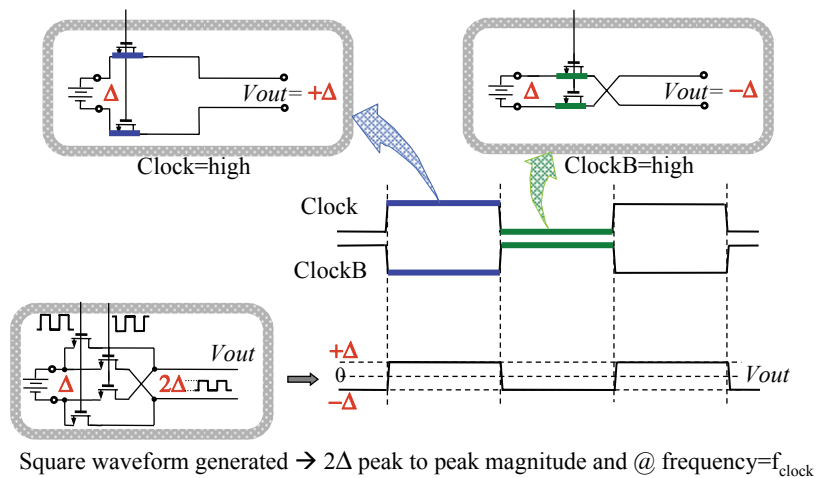 Δ
Vout= +Δ
Clock=high
Δ
Vout= −Δ
ClockB=high
Clock
ClockB
Δ
2Δ
Vout
+Δ
0
−Δ
Vout
Square waveform generated → 2Δ peak to peak magnitude and @ frequency=f_clock